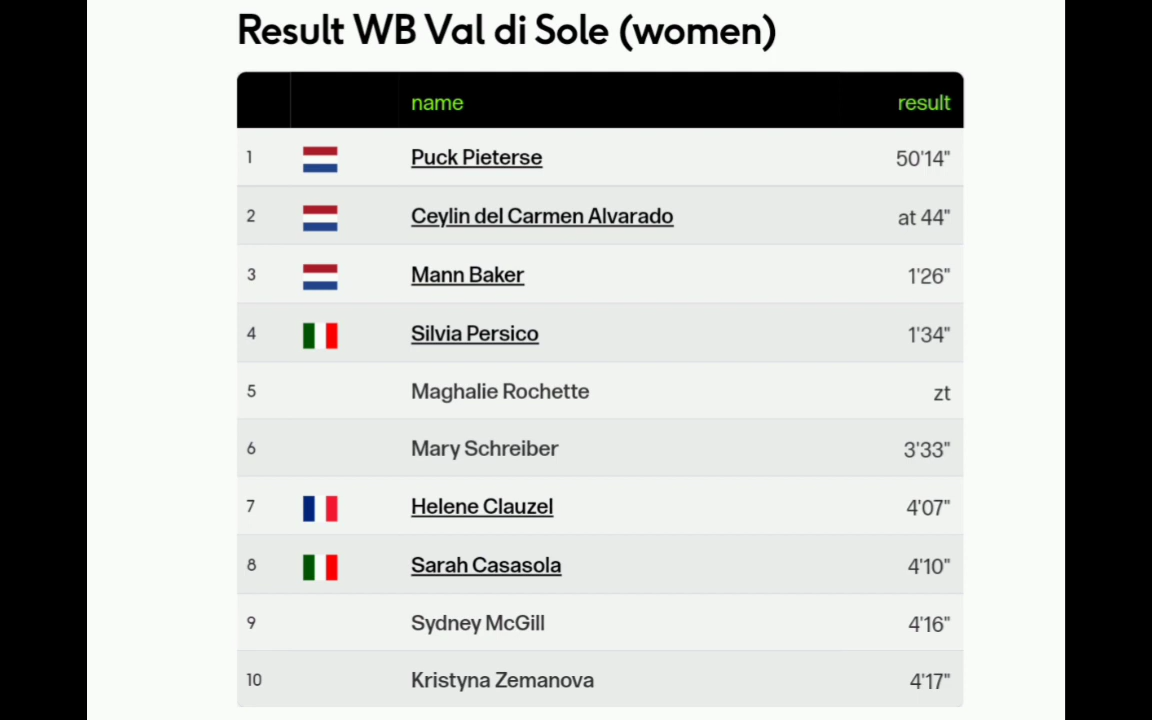 Result WB Val di Sole (women)
name result
1 Puck Pieterse 50'14"
2 Ceylin del Carmen Alvarado at 44"
3 Mann Baker 1'26"
4 Silvia Persico 1'34"
5 Maghalie Rochette zt
6 Mary Schreiber 3'33"
7 Helene Clauzel 4'07"
8 Sarah Casasola 4'10"
9 Sydney McGill 4'16"
10 Kristyna Zemanova 4'17"